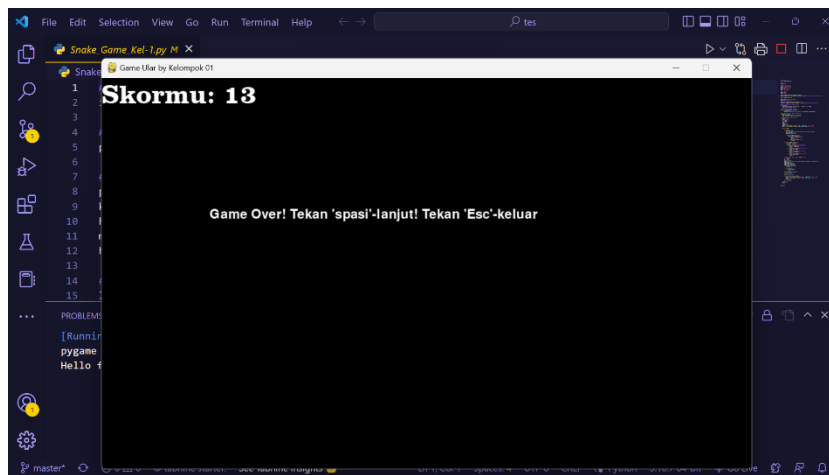 File Edit Selection View Go Run Terminal Help
tes
Snake_Game_Kel-1.py M
Snake
Game Ular by Kelompok 01
Skormu: 13
1
2
3
4
5
6
7
8
9
10
11
12
13
14
15
Game Over! Tekan 'spasi'-lanjut! Tekan 'Esc'-keluar
PROBLEMS
[Runnin
pygame
Hello f
master*